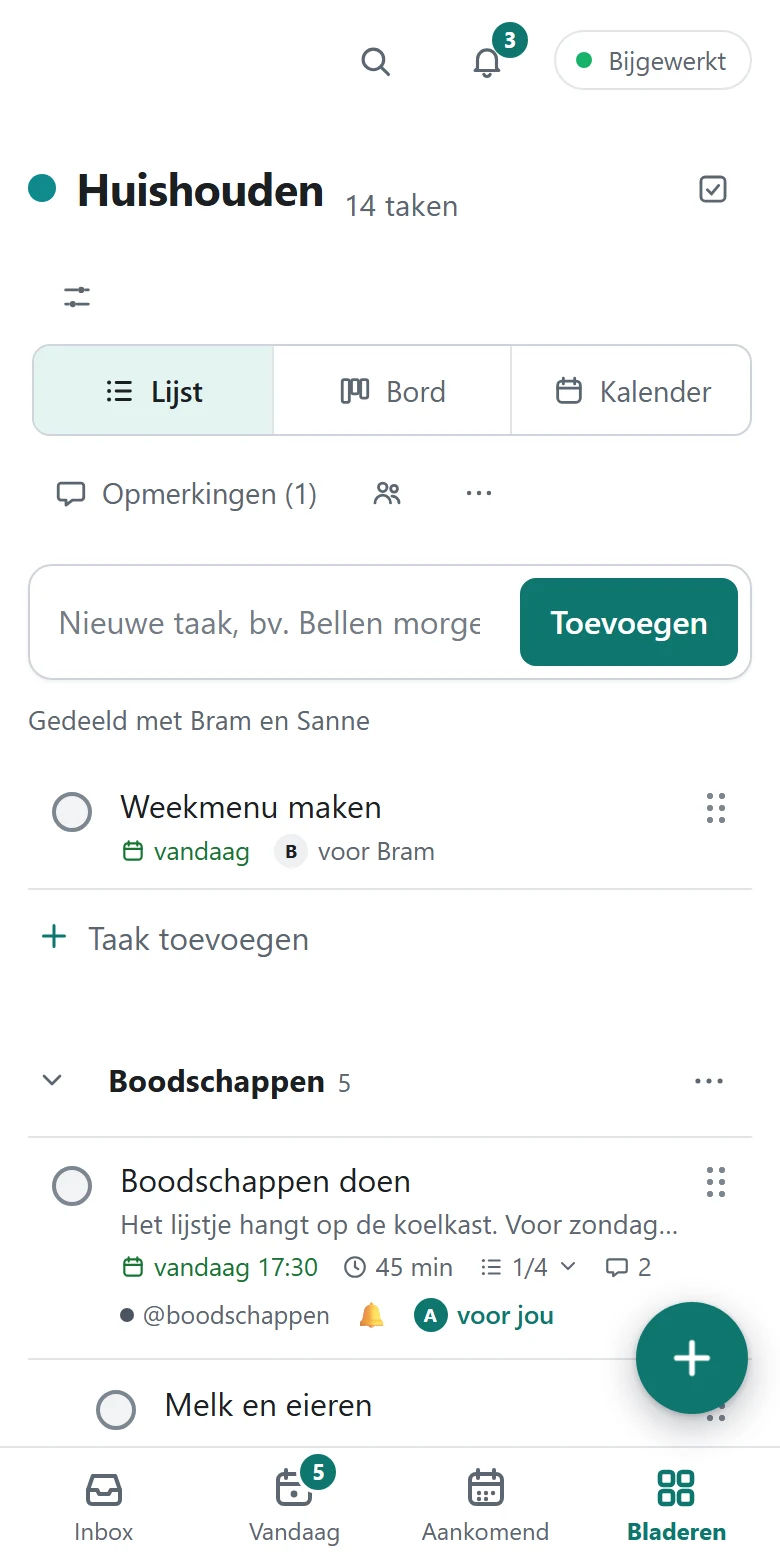 3
Bijgewerkt
Huishouden 14 taken
Lijst Bord Kalender
Opmerkingen (1)
Nieuwe taak, bv. Bellen morge
Toevoegen
Gedeeld met Bram en Sanne
Weekmenu maken
vandaag B voor Bram
Taak toevoegen
Boodschappen 5
Boodschappen doen
Het lijstje hangt op de koelkast. Voor zondag...
vandaag 17:30 45 min 1/4 2
@boodschappen A voor jou
Melk en eieren
5
Inbox Vandaag Aankomend Bladeren